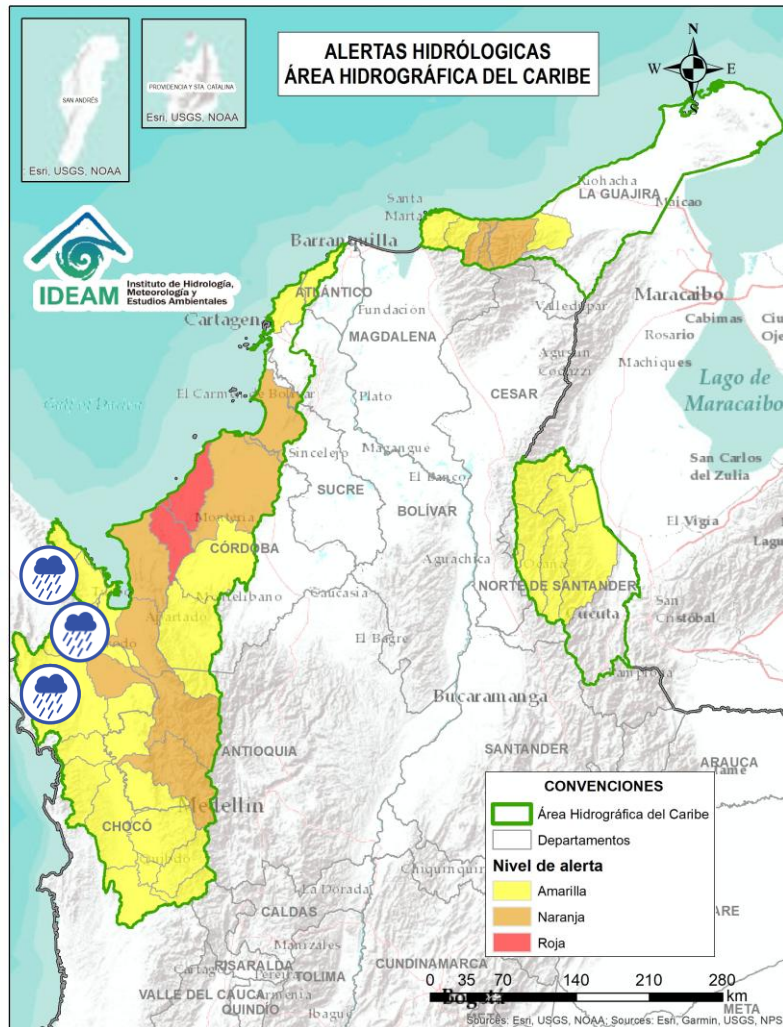 ALERTAS HIDRÓLOGICAS
ÁREA HIDROGRÁFICA DEL CARIBE
N
W
E
S
SAN ANDRÉS
PROVIDENCIA Y STA. CATALINA
Esri, USGS, NOAA
: Esri, USGS, NOAA
IDEAM
Instituto de Hidrología,
Meteorología y
Estudios Ambientales
Riohacha
LA GUAJIRA
Maicao
Santa
Marta
Barranquilla
ATLÁNTICO
Cartagen
Fundación
MAGDALENA
Valledupar
Maracaibo
Cabimas
Rosario
Machiques
Agustín
Codazzi
CESAR
Lago de
Maracaibo
El Carmen de Bolívar
Plato
Sincelejo
Magangué
San Carlos
del Zulia
El Banco
SUCRE
BOLÍVAR
Montería
CÓRDOBA
El Vigía
Aguachica
Ocaña
NORTE DE SANTANDER
Montelíbano
Caucasia
Cúcuta
San
Cristóbal
Apartadó
El Bagre
Bucaramanga
ANTIOQUIA
SANTANDER
ARAUCA
Medellín
CHOCÓ
Quibdó
La Dorada
CALDAS
Manizales
RISARALDA
TOLIMA
CUNDINAMARCA
VALLE DEL CAUCA
QUINDÍO
Ibagué
Bogotá
META
META
CONVENCIONES
Área Hidrográfica del Caribe
Departamentos
Nivel de alerta
Amarilla
Naranja
Roja
0 35 70 140 210 280
km
Sources: Esri, USGS, NOAA; Sources: Esri, Garmin, USGS, NPS